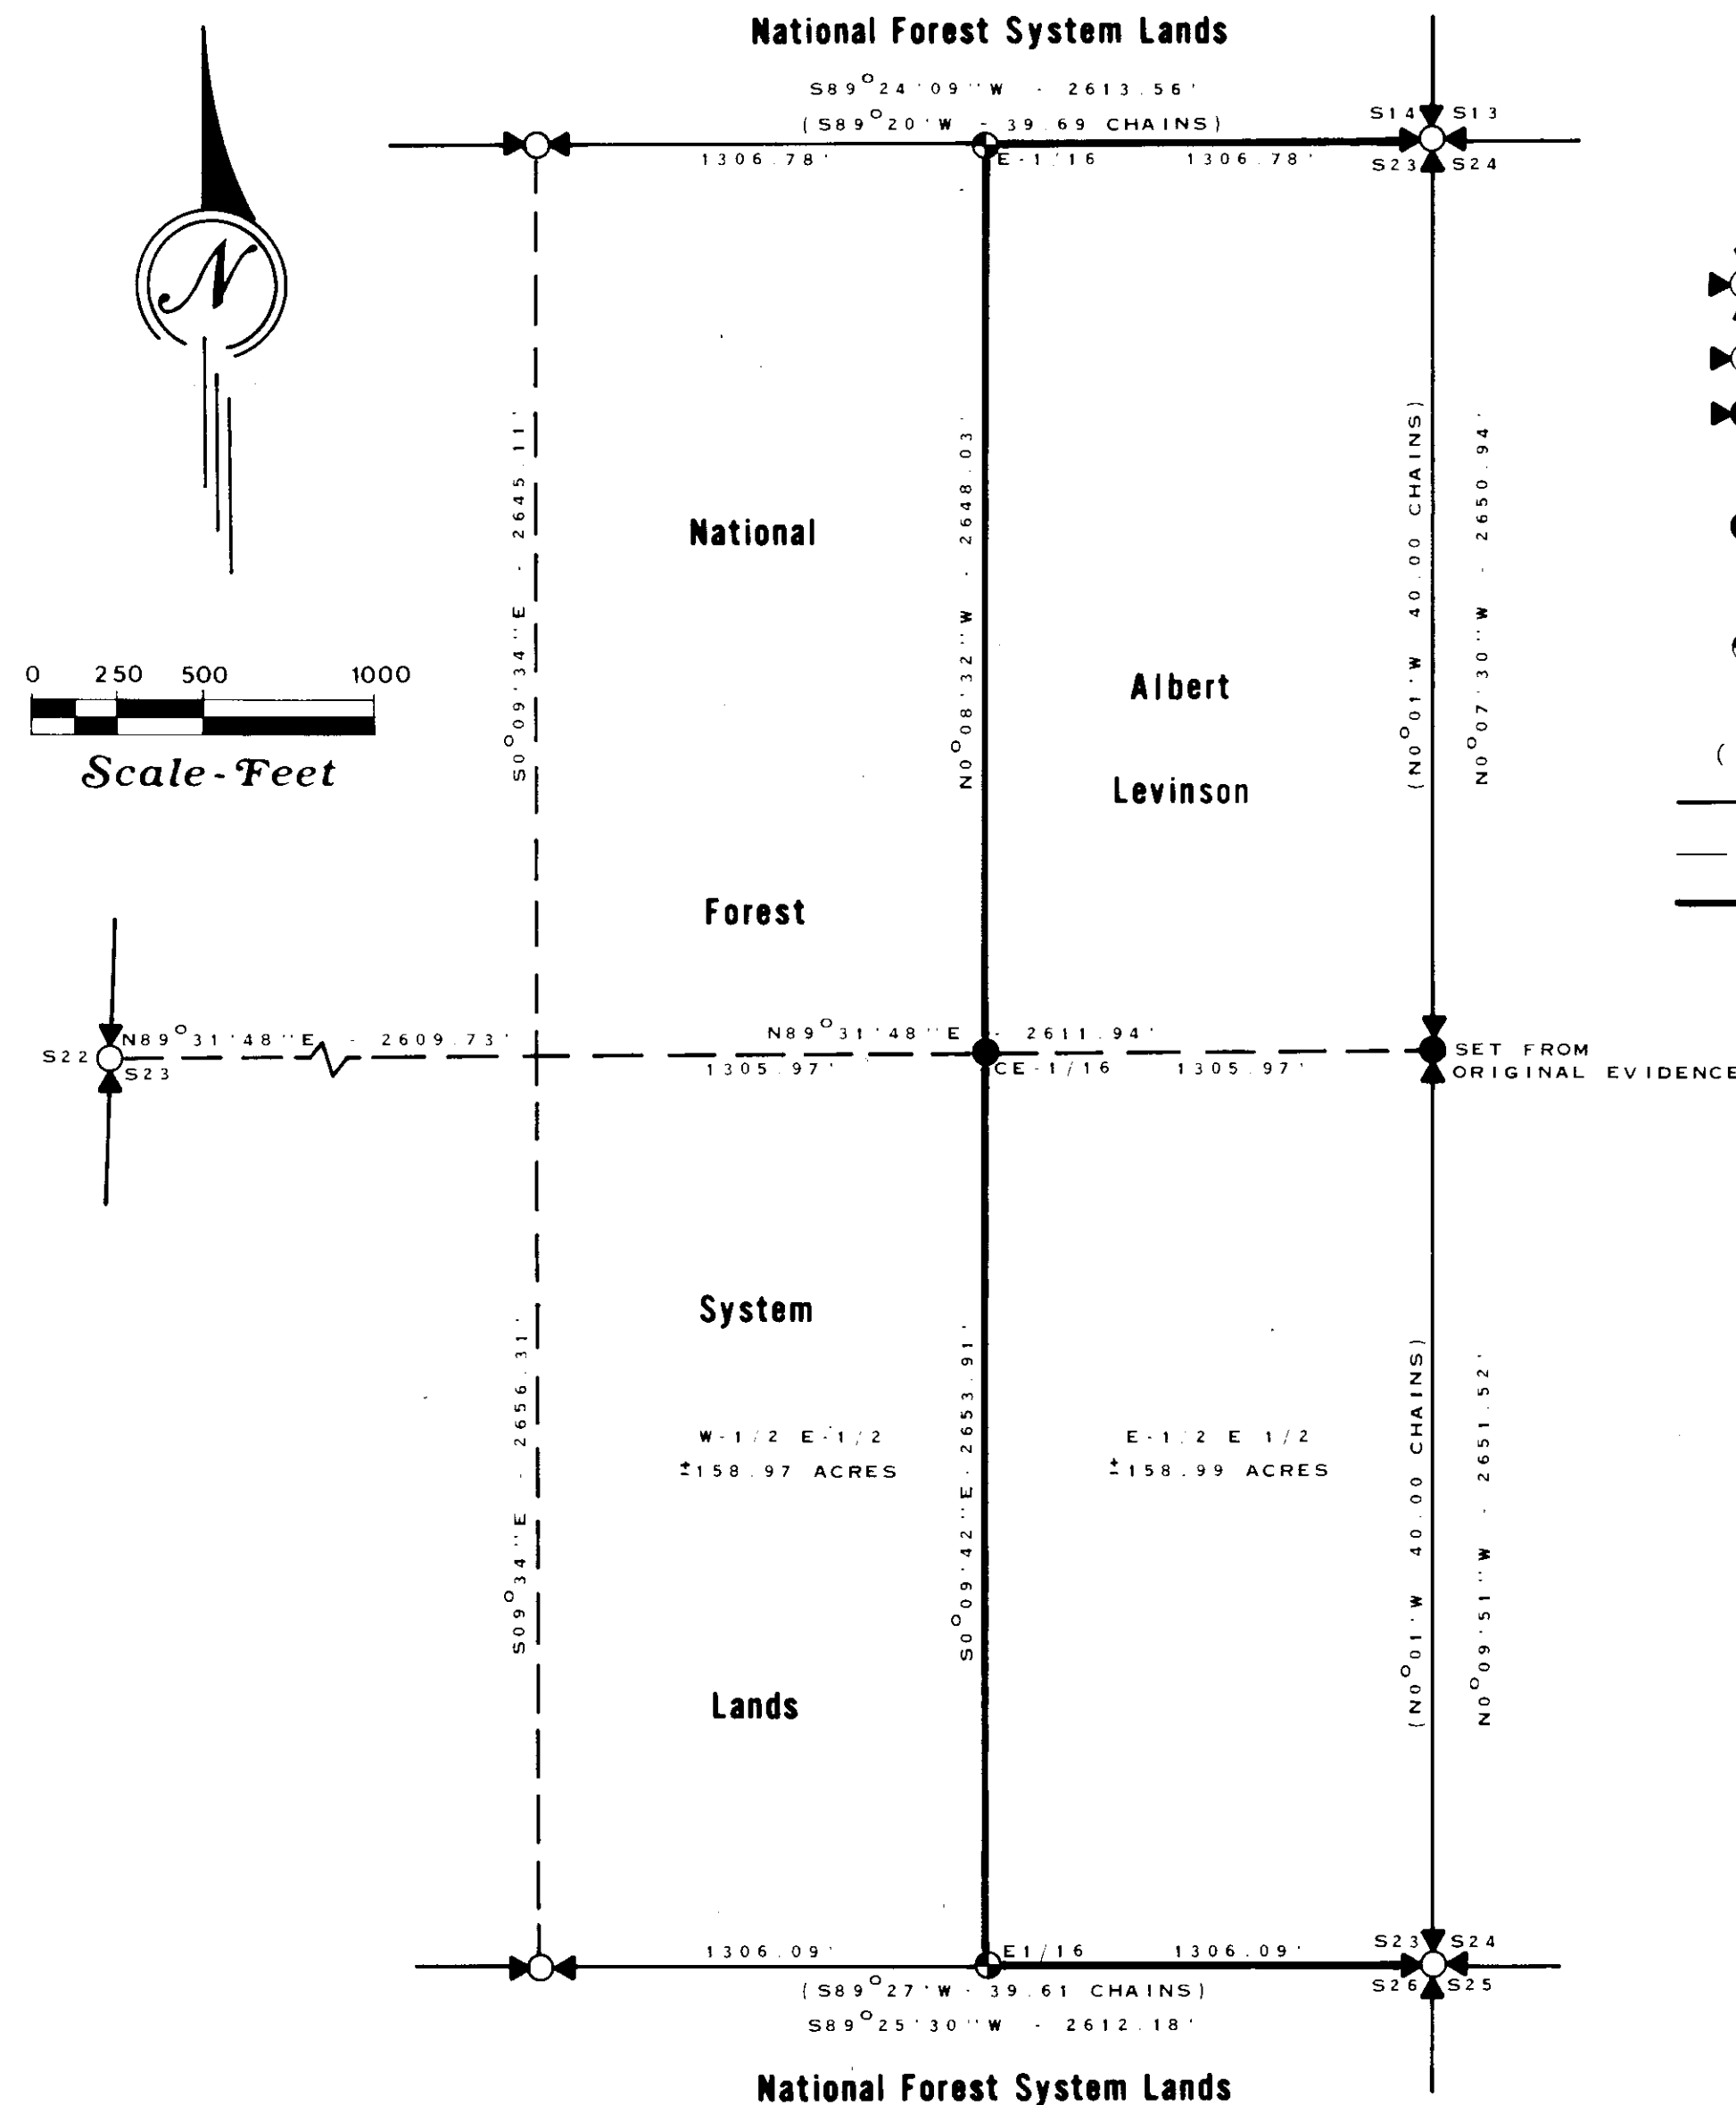 National Forest System Lands
S89°24'09"W - 2613.56'
(S89°20'W - 39.69 CHAINS)
S14 S13
1306.78' E-1/16 1306.78' S23 S24
N
S0°09'34"E - 2645.11'
N0°08'32"W - 2648.03'
(N0°01'W 40.00 CHAINS)
N0°07'30"W - 2650.94'
National
Albert
Levinson
0 250 500 1000
Scale-Feet
(
Forest
N89°31'48"E - 2609.73'
S22
S23
N89°31'48"E - 2611.94'
1305.97' CE-1/16 1305.97'
SET FROM
ORIGINAL EVIDENCE
System
S09°34''E - 2656.31'
S0°09'42"E - 2653.91'
(N0°01'W 40.00 CHAINS)
N0°09'51"W - 2651.52'
W-1/2 E-1/2
±158.97 ACRES
E-1/2 E 1/2
±158.99 ACRES
Lands
1306.09' E1/16 1306.09' S23 S24
S26 S25
(S89°27'W - 39.61 CHAINS)
S89°25'30"W - 2612.18'
National Forest System Lands